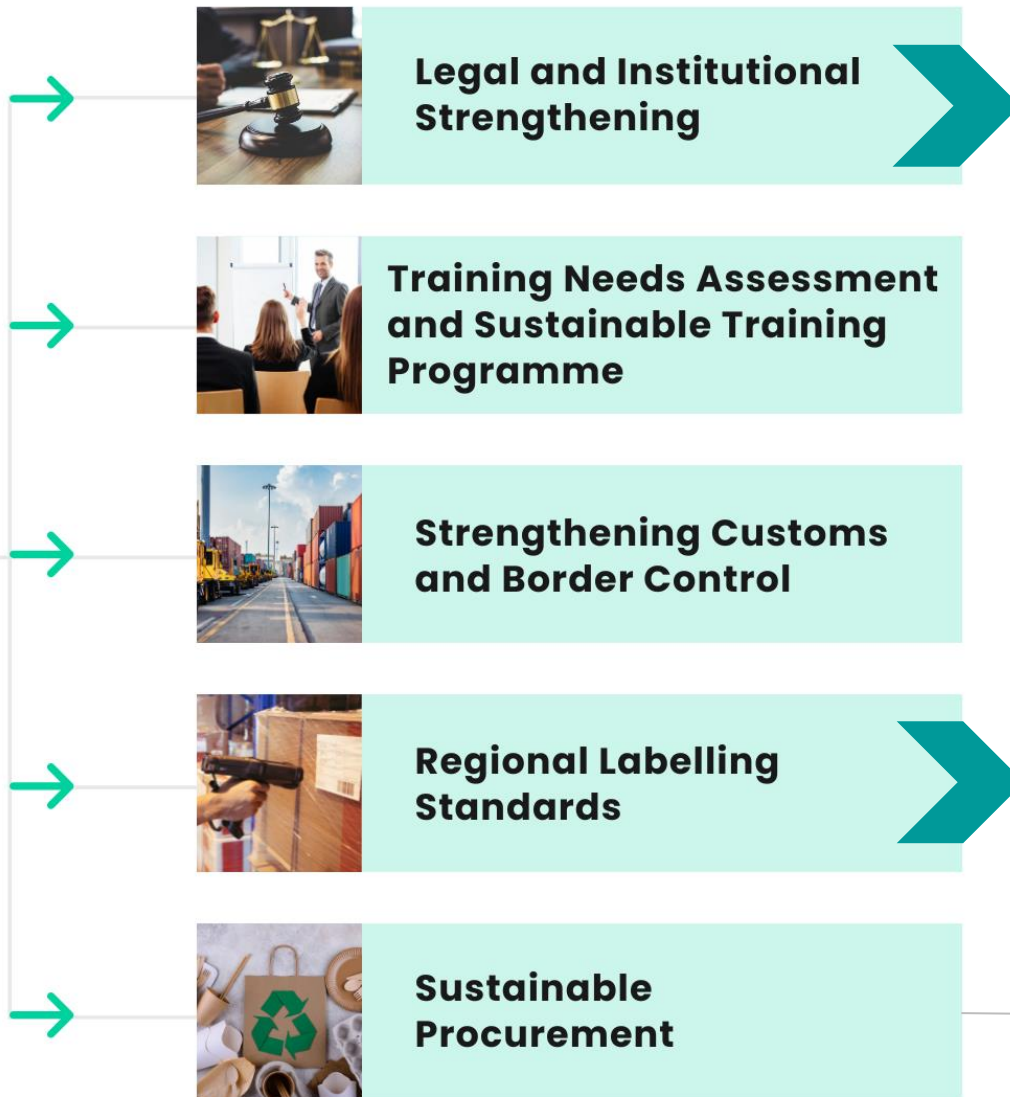 Legal and Institutional
Strengthening
Training Needs Assessment
and Sustainable Training
Programme
Strengthening Customs
and Border Control
Regional Labelling
Standards
Sustainable
Procurement